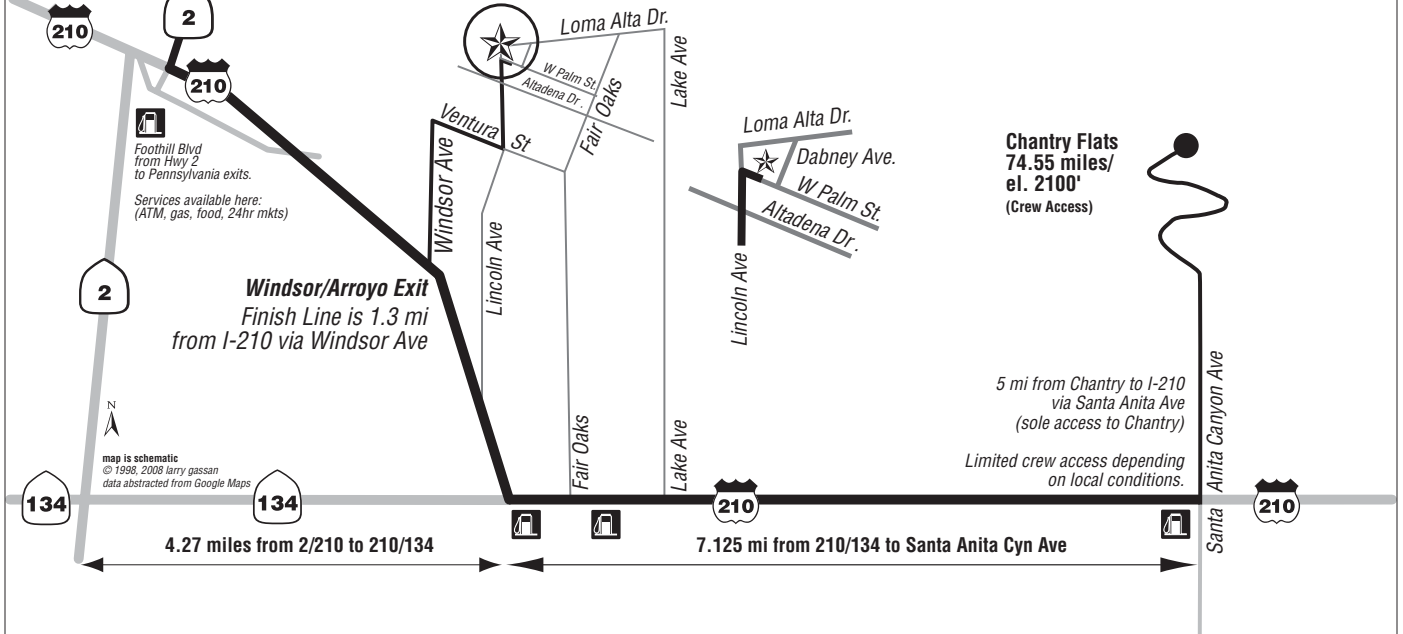 210
2
210
Foothill Blvd
from Hwy 2
to Pennsylvania exits.
Services available here:
(ATM, gas, food, 24hr mkts)
2
Loma Alta Dr.
W Palm St.
Altadena Dr.
Fair Oaks
Lake Ave
Ventura St
Windsor Ave
Lincoln Ave
Windsor/Arroyo Exit
Finish Line is 1.3 mi
from I-210 via Windsor Ave
Loma Alta Dr.
Dabney Ave.
W Palm St.
Altadena Dr.
Lincoln Ave
Chantry Flats
74.55 miles/
el. 2100'
(Crew Access)
5 mi from Chantry to I-210
via Santa Anita Ave
(sole access to Chantry)
Limited crew access depending
on local conditions.
Santa Anita Canyon Ave
N
map is schematic
© 1998, 2008 larry gassan
data abstracted from Google Maps
Fair Oaks
Lake Ave
134
134
210
210
4.27 miles from 2/210 to 210/134
7.125 mi from 210/134 to Santa Anita Cyn Ave